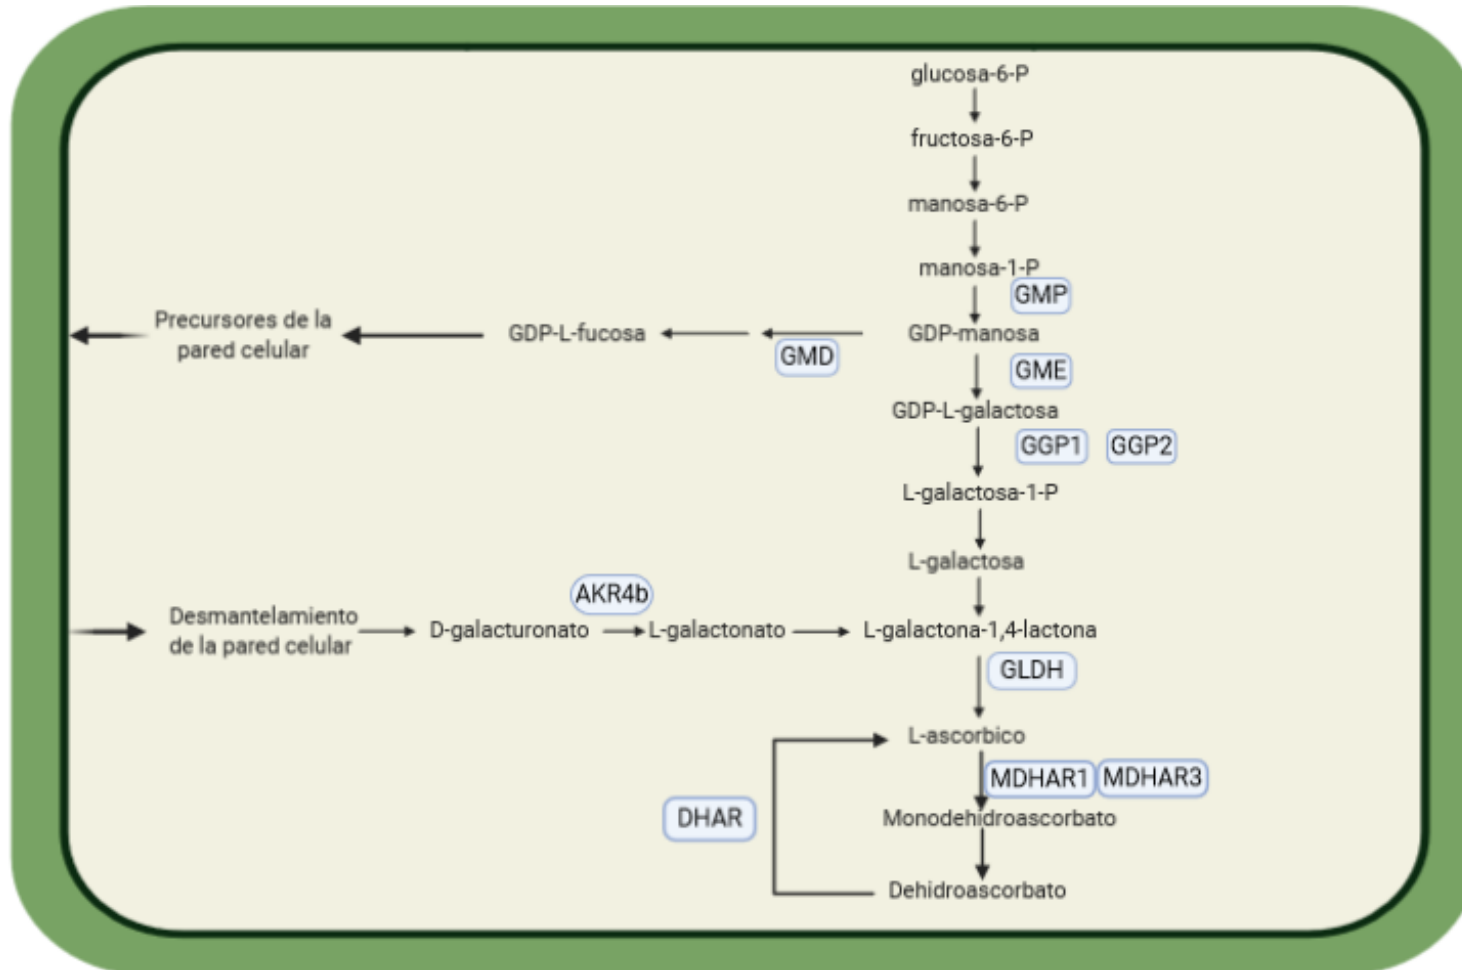 glucosa-6-P
fructosa-6-P
manosa-6-P
manosa-1-P
GMP
Precursores de la
pared celular
GDP-L-fucosa
GMD
GDP-manosa
GME
GDP-L-galactosa
GGP1 GGP2
L-galactosa-1-P
L-galactosa
AKR4b
Desmantelamiento
de la pared celular
D-galacturonato
L-galactonato
L-galactona-1,4-lactona
GLDH
L-ascorbico
MDHAR1 MDHAR3
DHAR
Monodehidroascorbato
Dehidroascorbato